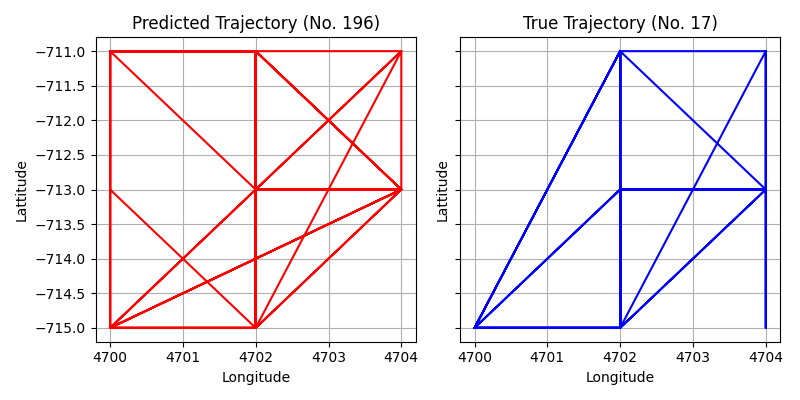 Predicted Trajectory (No. 196)
True Trajectory (No. 17)
−711.0
−711.5
−712.0
−712.5
−713.0
−713.5
−714.0
−714.5
−715.0
Lattitude
Lattitude
4700 4701 4702 4703 4704
4700 4701 4702 4703 4704
Longitude
Longitude